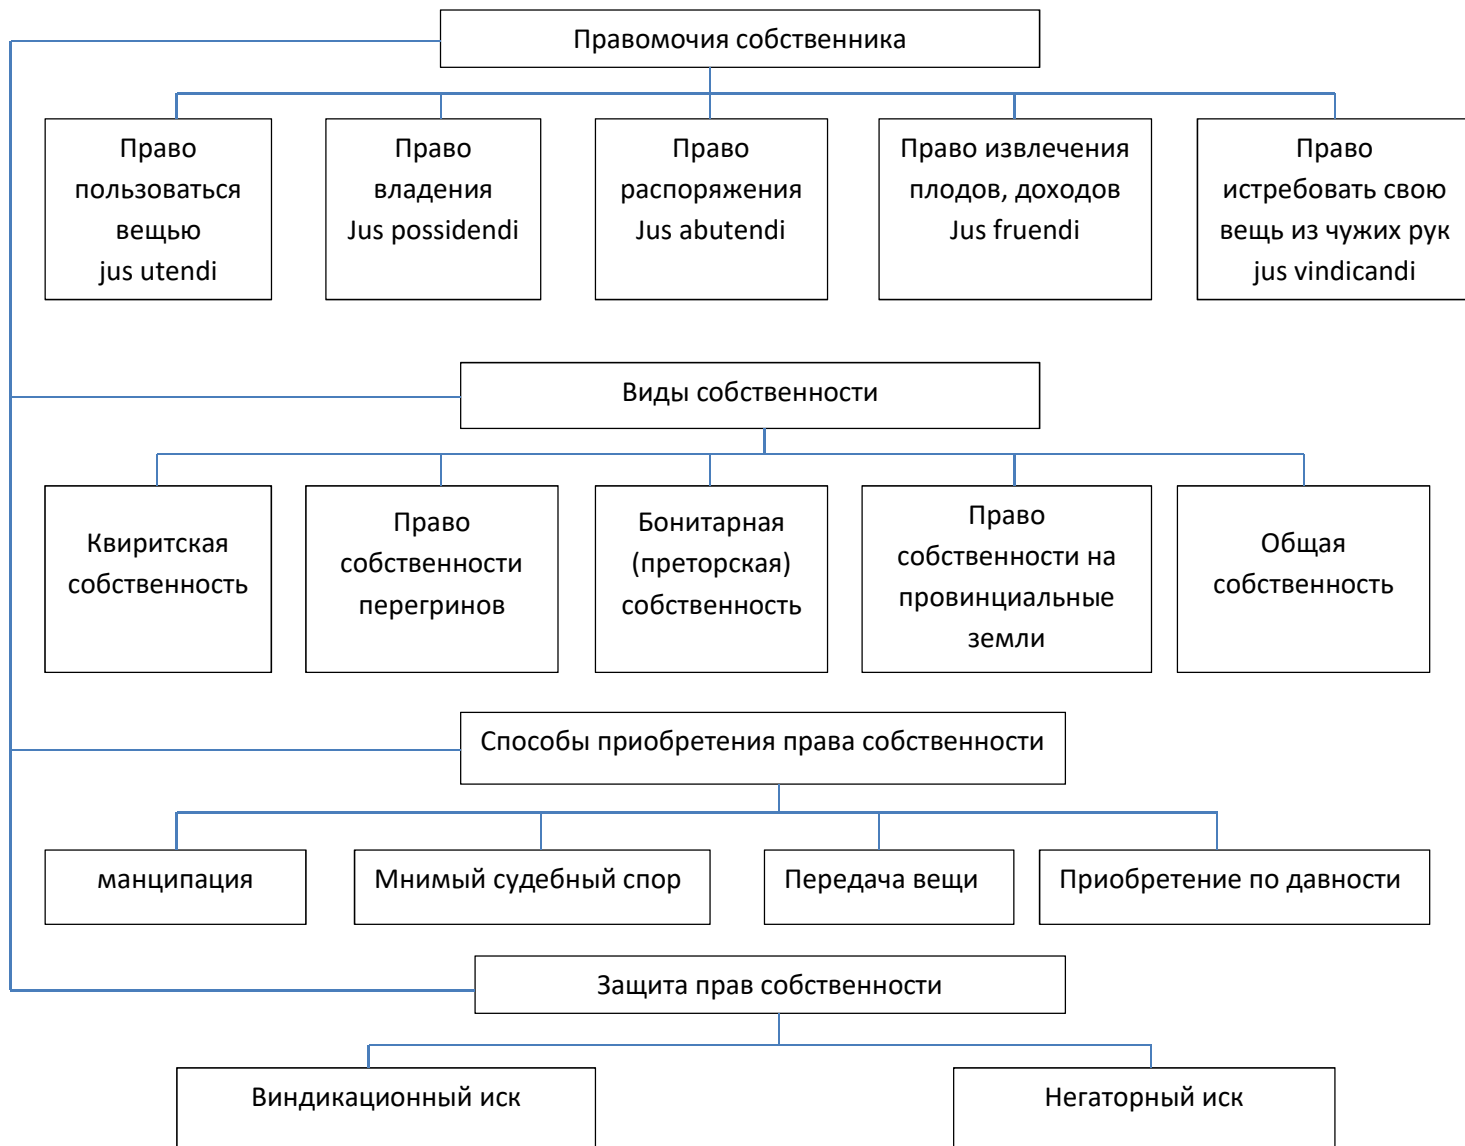 Правомочия собственника
Право
пользоваться
вещью
jus utendi
Право
владения
Jus possidendi
Право
распоряжения
Jus abutendi
Право извлечения
плодов, доходов
Jus fruendi
Право
истребовать свою
вещь из чужих рук
jus vindicandi
Виды собственности
Квиритская
собственность
Право
собственности
перегринов
Бонитарная
(преторская)
собственность
Право
собственности на
провинциальные
земли
Общая
собственность
Способы приобретения права собственности
манципация
Мнимый судебный спор
Передача вещи
Приобретение по давности
Защита прав собственности
Виндикационный иск
Негаторный иск